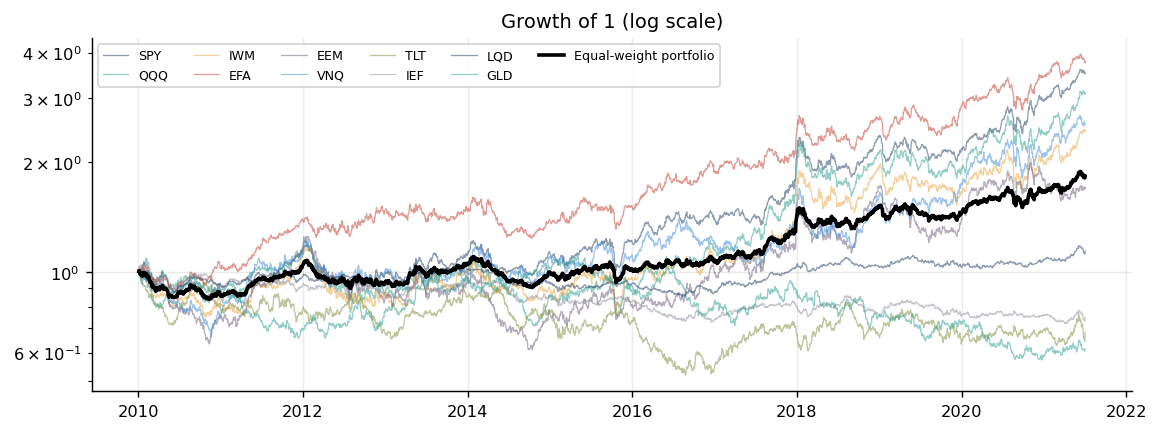 Growth of 1 (log scale)
SPY IWM EEM TLT LQD Equal-weight portfolio
QQQ EFA VNQ IEF GLD
4 × 10⁰
3 × 10⁰
2 × 10⁰
10⁰
6 × 10⁻¹
2010 2012 2014 2016 2018 2020 2022